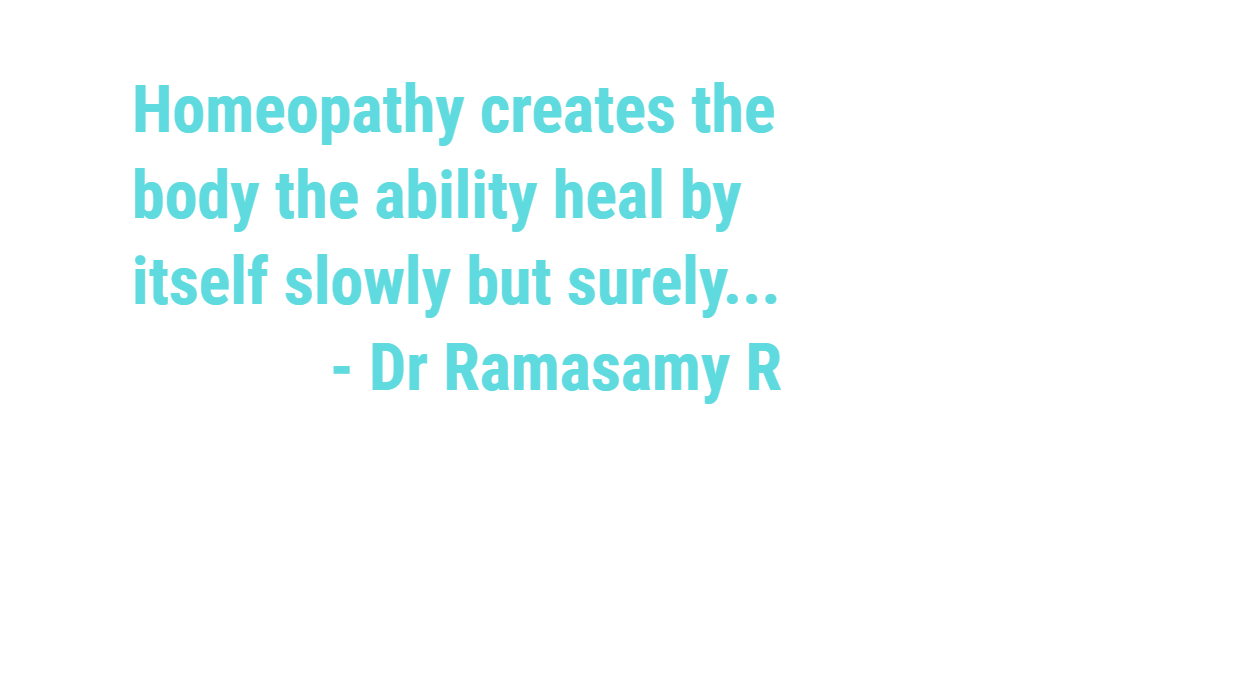 Homeopathy creates the
body the ability heal by
itself slowly but surely...
- Dr Ramasamy R